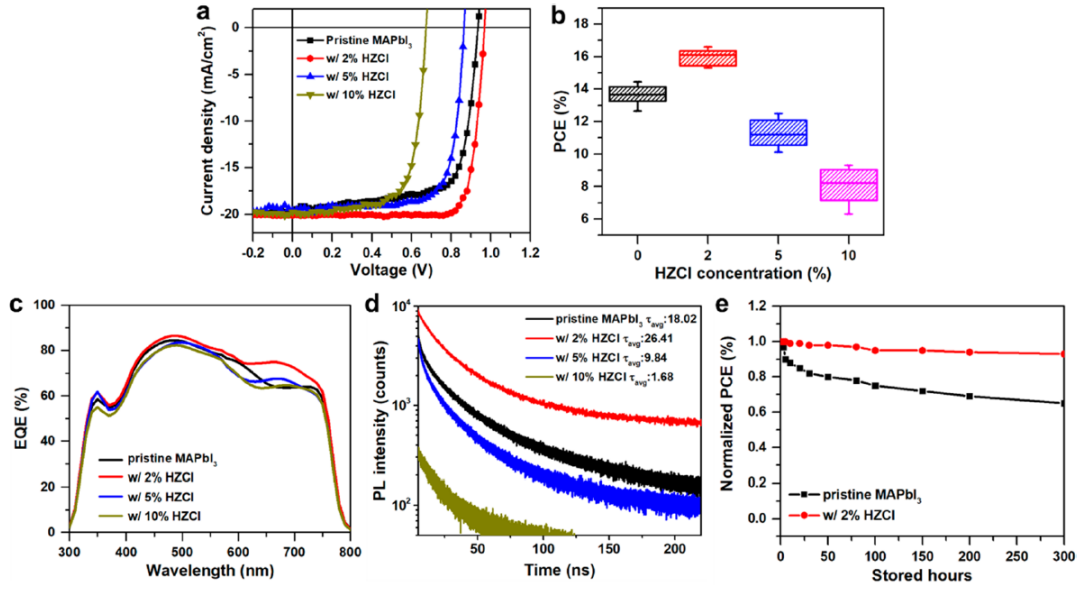 a
Current density (mA/cm²)
0
-5
-10
-15
-20
Pristine MAPbI₃
w/ 2% HZCl
w/ 5% HZCl
w/ 10% HZCl
-0.2 0.0 0.2 0.4 0.6 0.8 1.0 1.2
Voltage (V)
b
PCE (%)
18
16
14
12
10
8
6
0 2 5 10
HZCl concentration (%)
c
EQE (%)
100
80
60
40
20
0
pristine MAPbI₃
w/ 2% HZCl
w/ 5% HZCl
w/ 10% HZCl
300 400 500 600 700 800
Wavelength (nm)
d
PL intensity (counts)
10⁴
10³
10²
pristine MAPbI₃ τavg:18.02
w/ 2% HZCl τavg:26.41
w/ 5% HZCl τavg:9.84
w/ 10% HZCl τavg:1.68
50 100 150 200
Time (ns)
e
Normalized PCE (%)
1.2
1.0
0.8
0.6
0.4
0.2
0.0
pristine MAPbI₃
w/ 2% HZCl
0 50 100 150 200 250 300
Stored hours